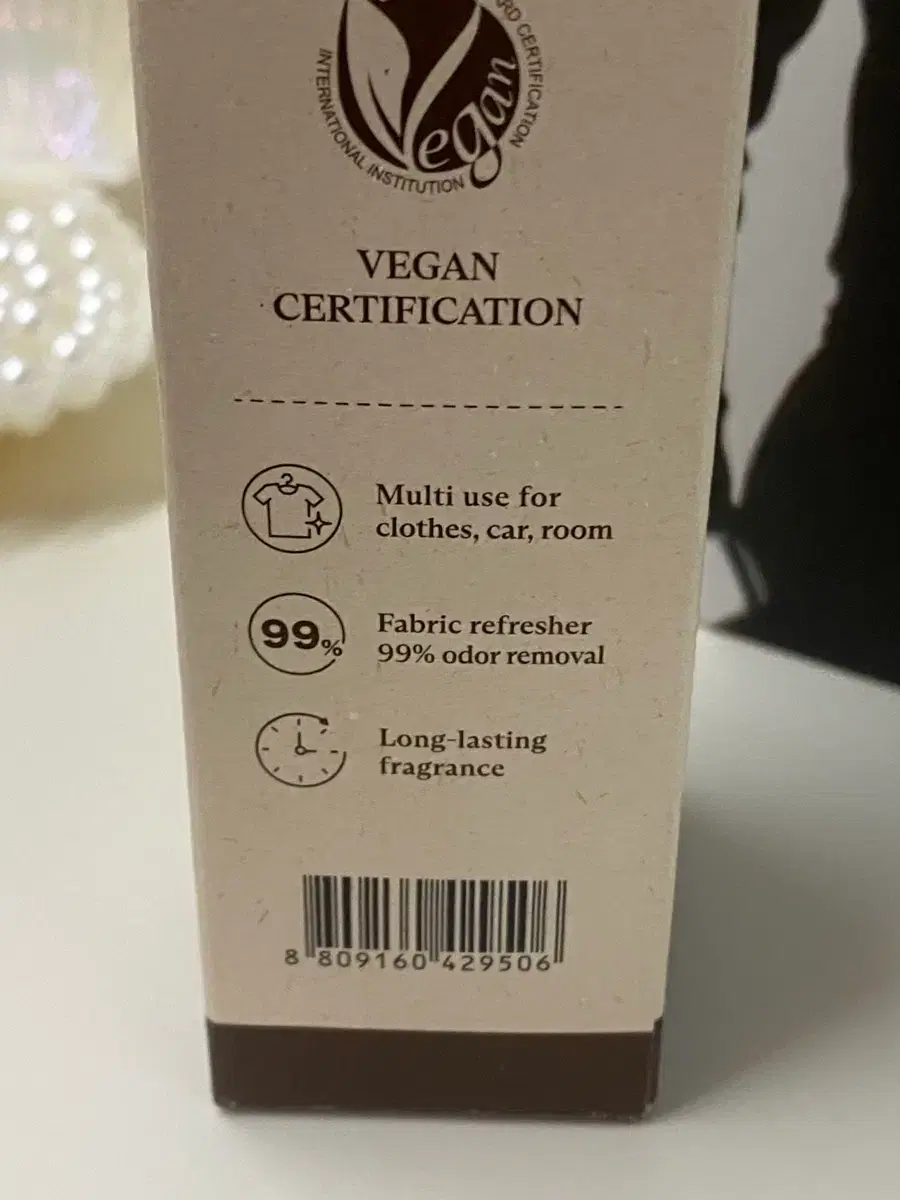 CERTIFICATION
INTERNATIONAL INSTITUTION
Vegan
VEGAN
CERTIFICATION
Multi use for
clothes, car, room
99%
Fabric refresher
99% odor removal
Long-lasting
fragrance
8 809160 429506